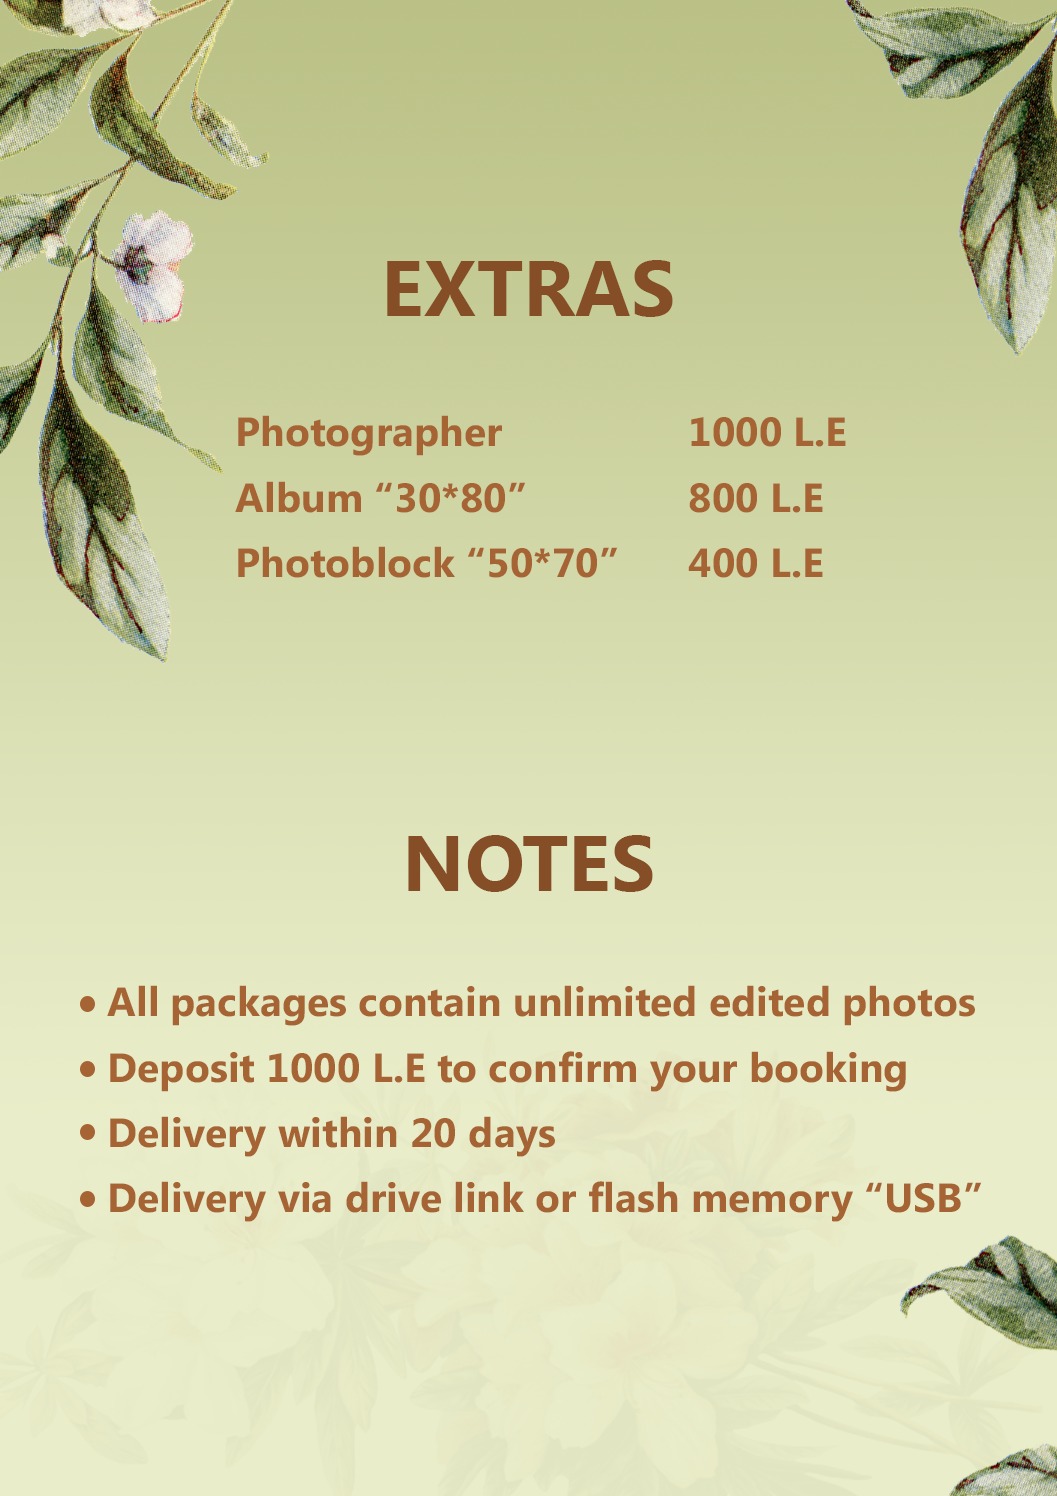 EXTRAS
Photographer 1000 L.E
Album “30*80” 800 L.E
Photoblock “50*70” 400 L.E
NOTES
• All packages contain unlimited edited photos
• Deposit 1000 L.E to confirm your booking
• Delivery within 20 days
• Delivery via drive link or flash memory “USB”